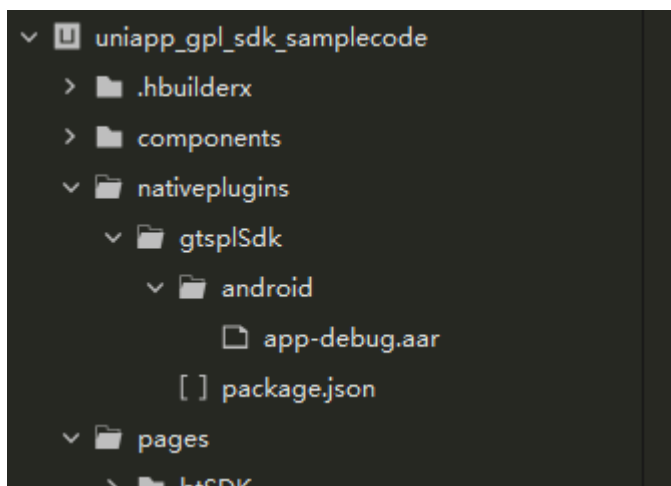 uniapp_gpl_sdk_samplecode
.hbuilderx
components
nativeplugins
gtsplSdk
android
app-debug.aar
[ ] package.json
pages